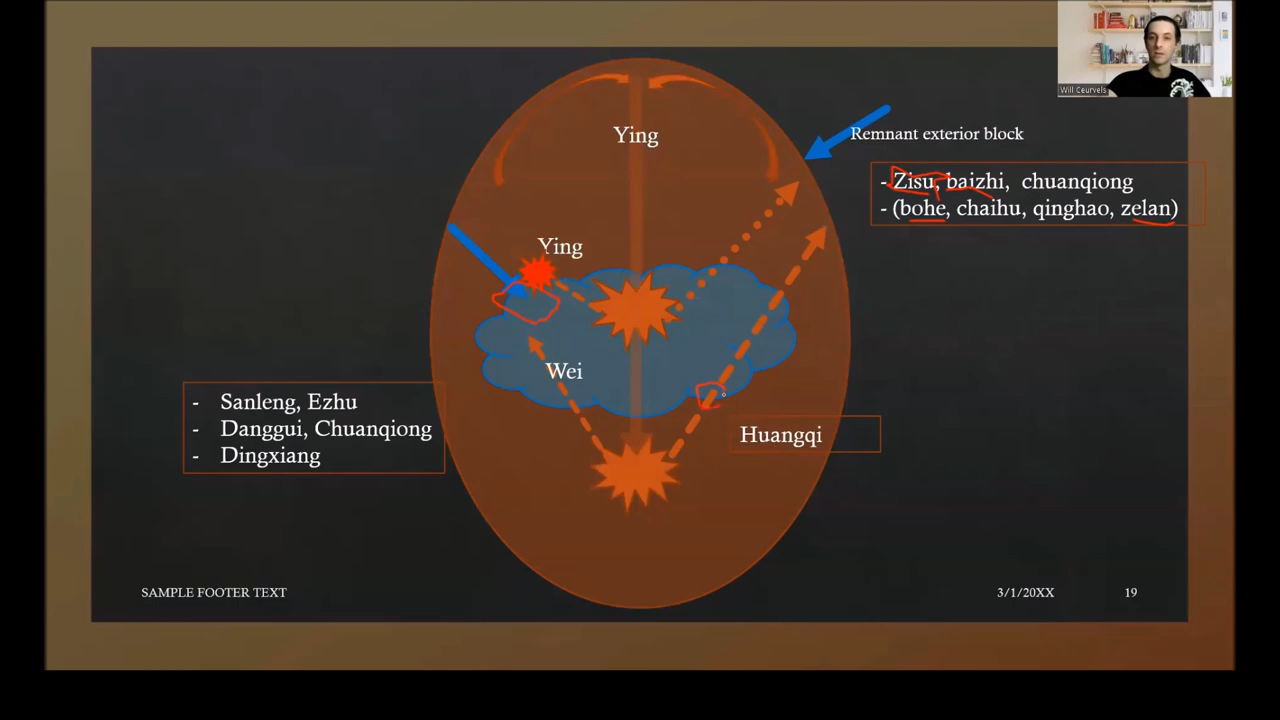 Will Ceurvels
Ying
Remnant exterior block
- Zisu, baizhi, chuanqiong
- (bohe, chaihu, qinghao, zelan)
Ying
Wei
- Sanleng, Ezhu
- Danggui, Chuanqiong
- Dingxiang
Huangqi
SAMPLE FOOTER TEXT
3/1/20XX
19